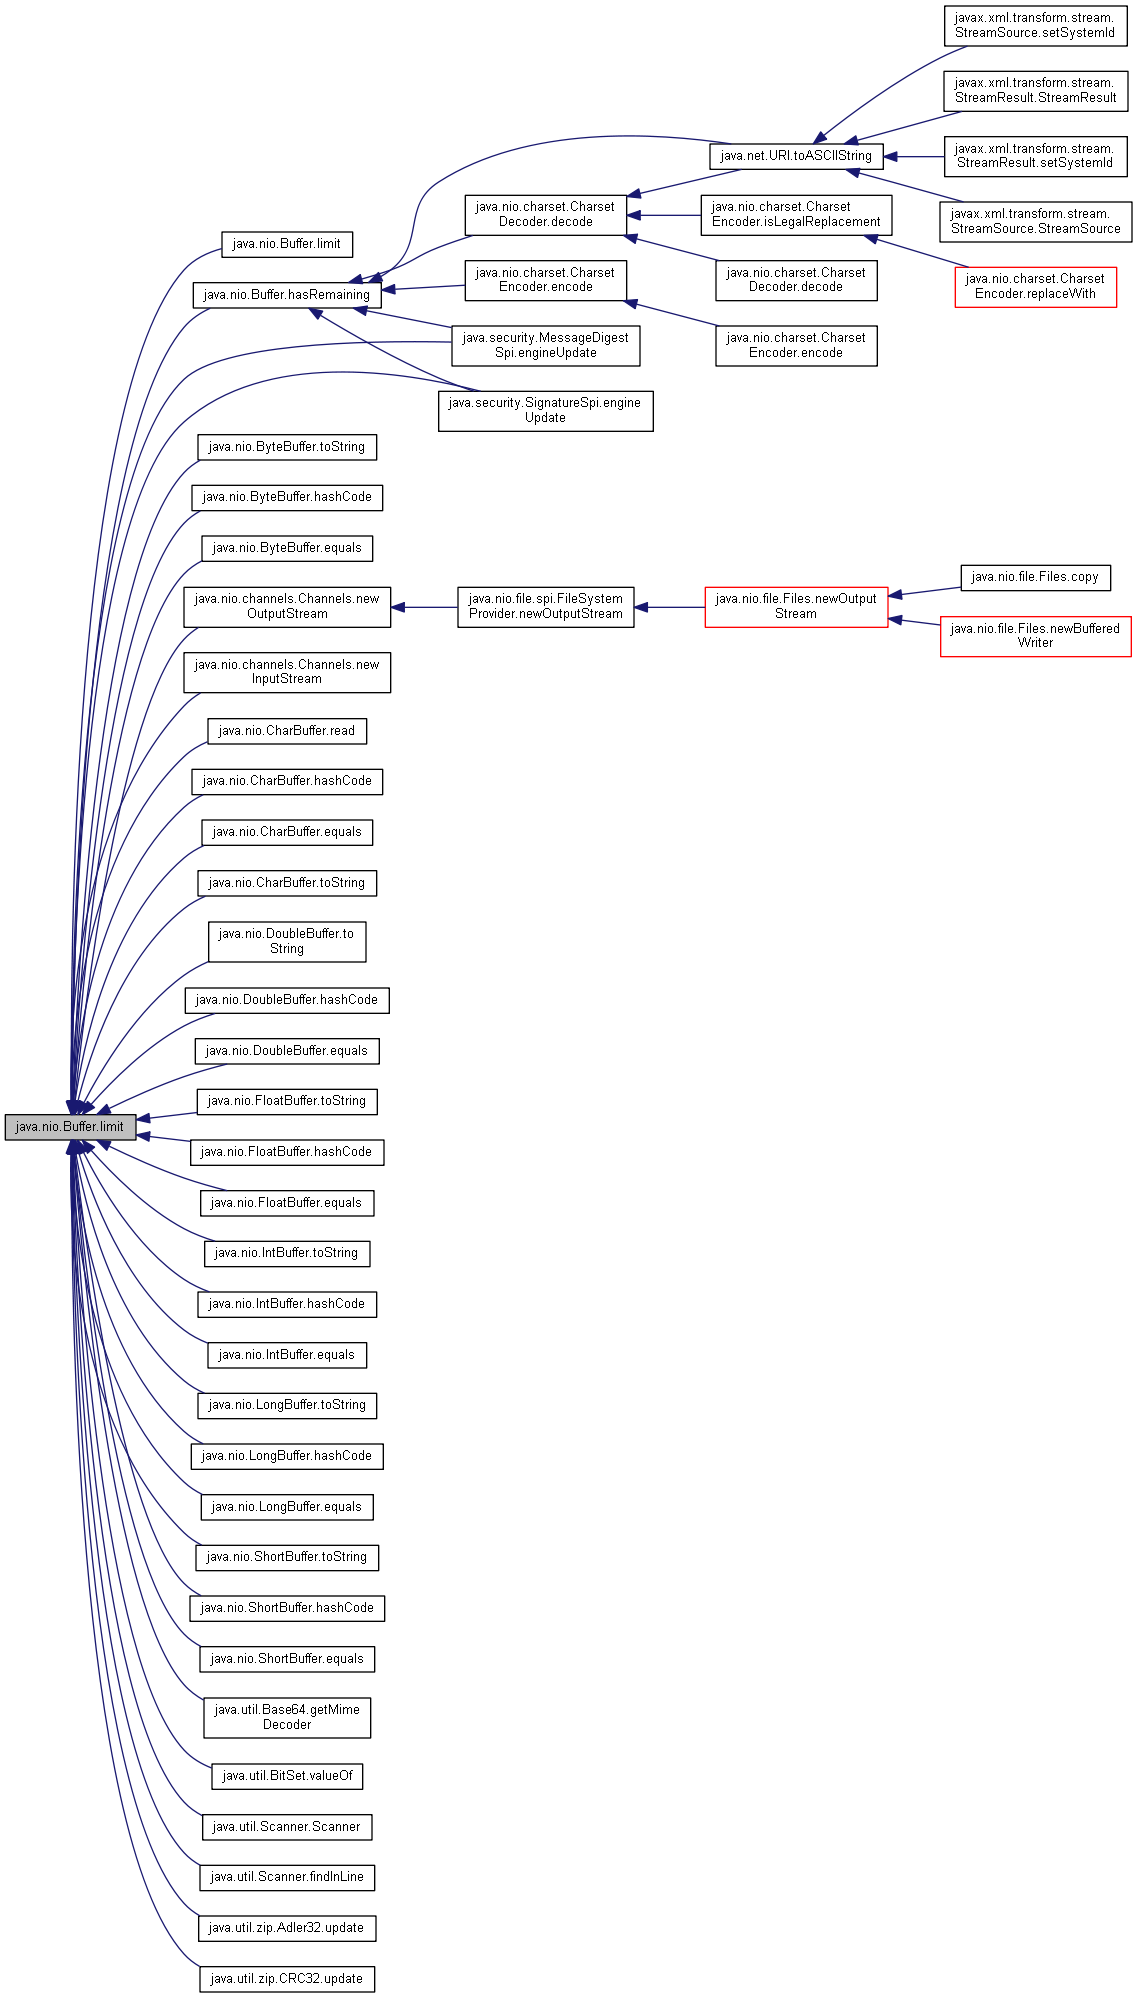 javax.xml.transform.stream.
StreamSource.setSystemId
javax.xml.transform.stream.
StreamResult.StreamResult
java.net.URI.toASCIIString
javax.xml.transform.stream.
StreamResult.setSystemId
java.nio.charset.Charset
Decoder.decode
java.nio.charset.Charset
Encoder.isLegalReplacement
javax.xml.transform.stream.
StreamSource.StreamSource
java.nio.Buffer.limit
java.nio.Buffer.hasRemaining
java.nio.charset.Charset
Encoder.encode
java.nio.charset.Charset
Decoder.decode
java.nio.charset.Charset
Encoder.replaceWith
java.security.MessageDigest
Spi.engineUpdate
java.nio.charset.Charset
Encoder.encode
java.security.SignatureSpi.engine
Update
java.nio.ByteBuffer.toString
java.nio.ByteBuffer.hashCode
java.nio.ByteBuffer.equals
java.nio.channels.Channels.new
OutputStream
java.nio.file.spi.FileSystem
Provider.newOutputStream
java.nio.file.Files.newOutput
Stream
java.nio.file.Files.copy
java.nio.file.Files.newBuffered
Writer
java.nio.channels.Channels.new
InputStream
java.nio.CharBuffer.read
java.nio.CharBuffer.hashCode
java.nio.CharBuffer.equals
java.nio.CharBuffer.toString
java.nio.DoubleBuffer.to
String
java.nio.DoubleBuffer.hashCode
java.nio.DoubleBuffer.equals
java.nio.FloatBuffer.toString
java.nio.Buffer.limit
java.nio.FloatBuffer.hashCode
java.nio.FloatBuffer.equals
java.nio.IntBuffer.toString
java.nio.IntBuffer.hashCode
java.nio.IntBuffer.equals
java.nio.LongBuffer.toString
java.nio.LongBuffer.hashCode
java.nio.LongBuffer.equals
java.nio.ShortBuffer.toString
java.nio.ShortBuffer.hashCode
java.nio.ShortBuffer.equals
java.util.Base64.getMime
Decoder
java.util.BitSet.valueOf
java.util.Scanner.Scanner
java.util.Scanner.findInLine
java.util.zip.Adler32.update
java.util.zip.CRC32.update